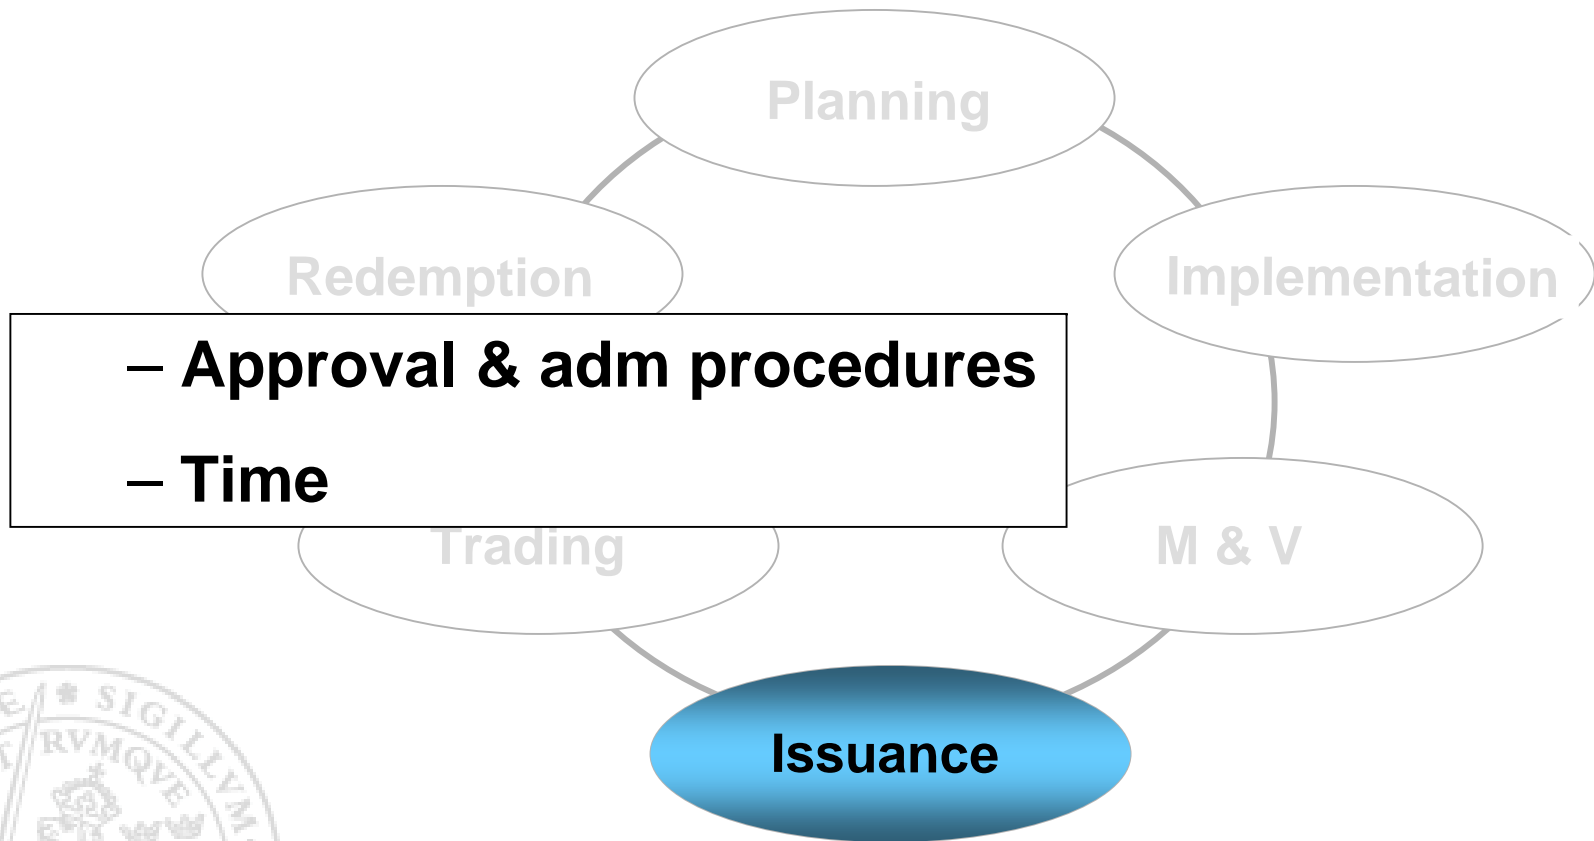 Planning
Redemption
Implementation
– Approval & adm procedures
– Time
Trading
M & V
Issuance
SIGILLVM
RVMQVE